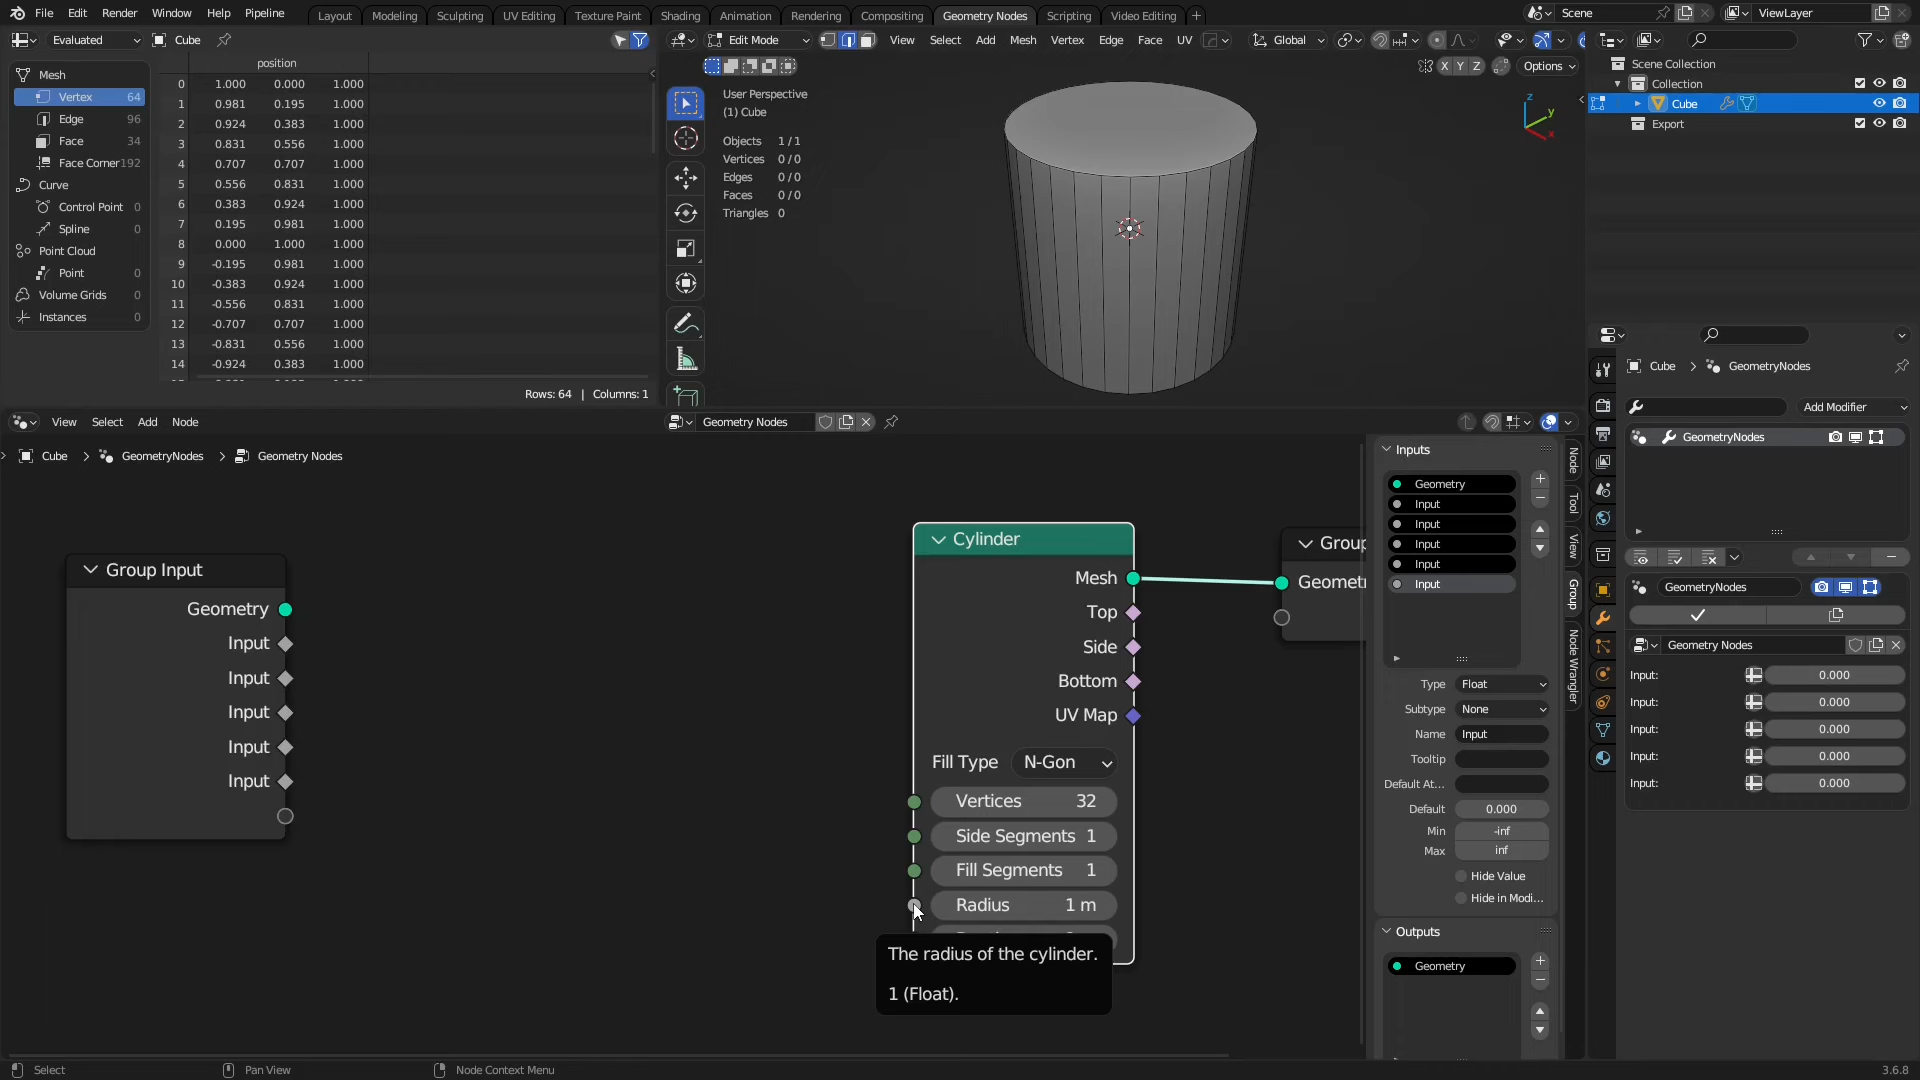 File Edit Render Window Help Pipeline
Layout Modeling Sculpting UV Editing Texture Paint Shading Animation Rendering Compositing Geometry Nodes Scripting Video Editing +
Scene ViewLayer
Evaluated Cube
Mesh
Vertex 64
Edge 96
Face 34
Face Corner 192
Curve
Control Point 0
Spline 0
Point Cloud
Point 0
Volume Grids 0
Instances 0
position
0 1.000 0.000 1.000
1 0.981 0.195 1.000
2 0.924 0.383 1.000
3 0.831 0.556 1.000
4 0.707 0.707 1.000
5 0.556 0.831 1.000
6 0.383 0.924 1.000
7 0.195 0.981 1.000
8 0.000 1.000 1.000
9 -0.195 0.981 1.000
10 -0.383 0.924 1.000
11 -0.556 0.831 1.000
12 -0.707 0.707 1.000
13 -0.831 0.556 1.000
14 -0.924 0.383 1.000
Rows: 64 | Columns: 1
Edit Mode View Select Add Mesh Vertex Edge Face UV Global
X Y Z Options
User Perspective
(1) Cube
Objects 1/1
Vertices 0/0
Edges 0/0
Faces 0/0
Triangles 0
z
y
x
Scene Collection
Collection
Cube
Export
View Select Add Node Geometry Nodes
Cube > GeometryNodes > Geometry Nodes
Group Input
Geometry
Input
Input
Input
Input
Input
Cylinder
Mesh
Top
Side
Bottom
UV Map
Fill Type N-Gon
Vertices 32
Side Segments 1
Fill Segments 1
Radius 1 m
The radius of the cylinder.
1 (Float).
Group
Geometr
Inputs
Geometry
Input
Input
Input
Input
Input
Type Float
Subtype None
Name Input
Tooltip
Default At...
Default 0.000
Min -inf
Max inf
Hide Value
Hide in Modi...
Outputs
Geometry
Node
Tool
View
Group
Node Wrangler
Cube > GeometryNodes
Add Modifier
GeometryNodes
GeometryNodes
Geometry Nodes
Input: 0.000
Input: 0.000
Input: 0.000
Input: 0.000
Input: 0.000
Select Pan View Node Context Menu 3.6.8